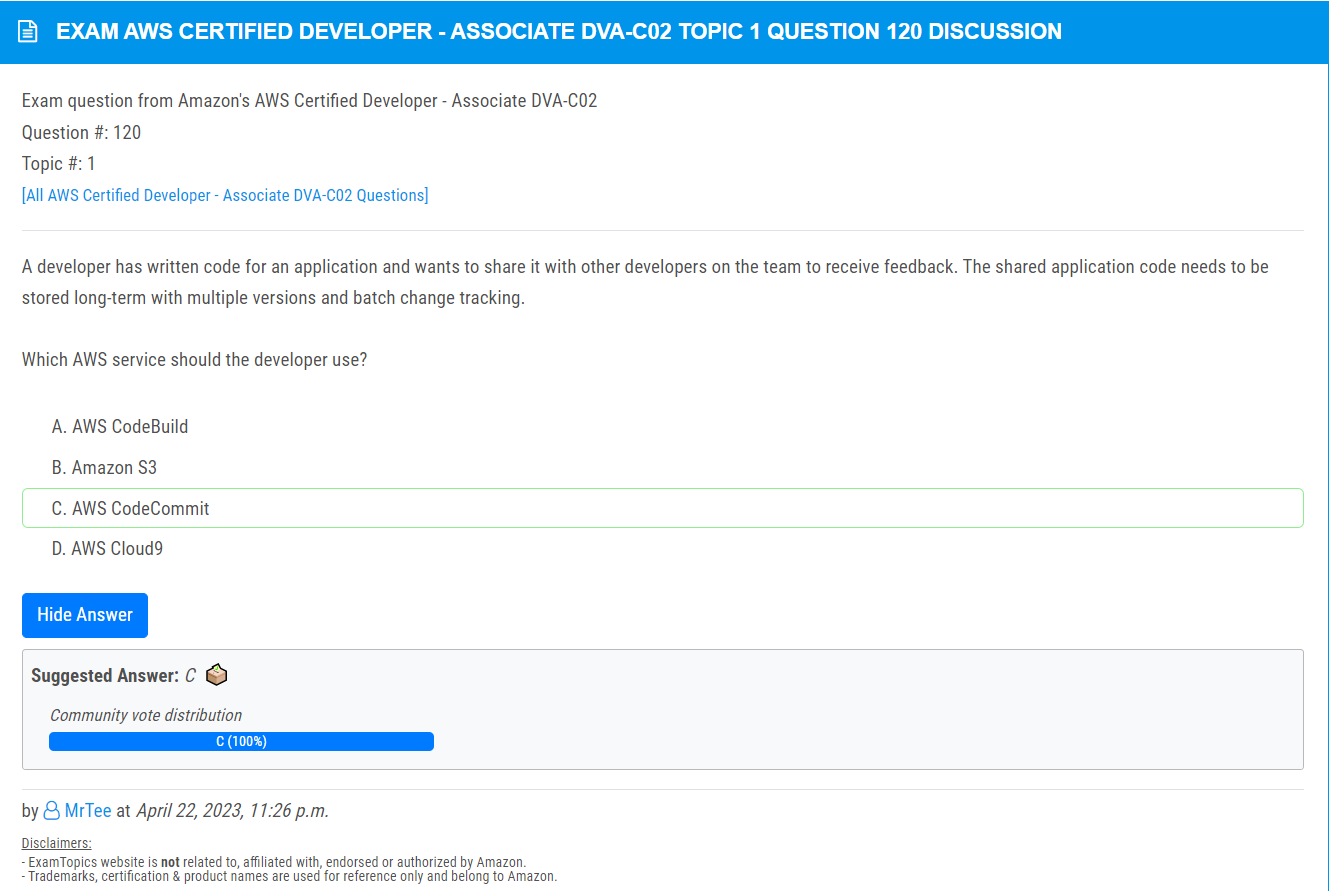 EXAM AWS CERTIFIED DEVELOPER - ASSOCIATE DVA-C02 TOPIC 1 QUESTION 120 DISCUSSION
Exam question from Amazon's AWS Certified Developer - Associate DVA-C02
Question #: 120
Topic #: 1
[All AWS Certified Developer - Associate DVA-C02 Questions]
A developer has written code for an application and wants to share it with other developers on the team to receive feedback. The shared application code needs to be
stored long-term with multiple versions and batch change tracking.
Which AWS service should the developer use?
A. AWS CodeBuild
B. Amazon S3
C. AWS CodeCommit
D. AWS Cloud9
Hide Answer
Suggested Answer: C
Community vote distribution
C (100%)
by MrTee at April 22, 2023, 11:26 p.m.
Disclaimers:
- ExamTopics website is not related to, affiliated with, endorsed or authorized by Amazon.
- Trademarks, certification & product names are used for reference only and belong to Amazon.